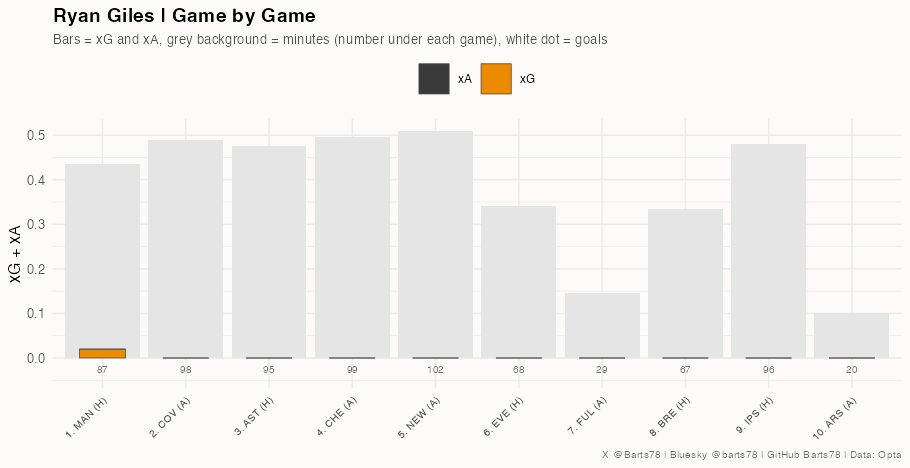 Ryan Giles | Game by Game
Bars = xG and xA, grey background = minutes (number under each game), white dot = goals
xA xG
xG + xA
0.5
0.4
0.3
0.2
0.1
0.0
87 98 95 99 102 68 29 67 96 20
1. MAN (H) 2. COV (A) 3. AST (H) 4. CHE (A) 5. NEW (A) 6. EVE (H) 7. FUL (A) 8. BRE (H) 9. IPS (H) 10. ARS (A)
X @Barts78 | Bluesky @barts78 | GitHub Barts78 | Data: Opta